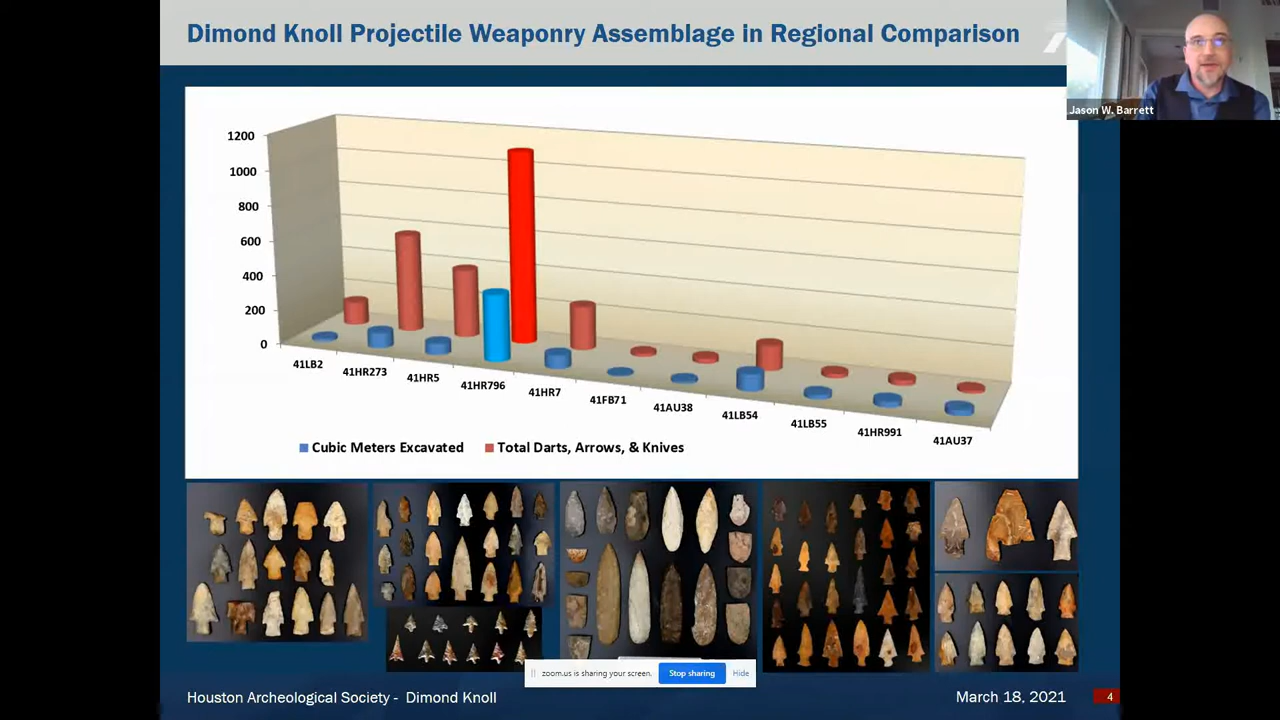 Dimond Knoll Projectile Weaponry Assemblage in Regional Comparison
Jason W. Barrett
1200
1000
800
600
400
200
0
41LB2
41HR273
41HR5
41HR796
41HR7
41FB71
41AU38
41LB54
41LB55
41HR991
41AU37
Cubic Meters Excavated
Total Darts, Arrows, & Knives
zoom.us is sharing your screen.
Stop sharing
Hide
Houston Archeological Society - Dimond Knoll
March 18, 2021
4